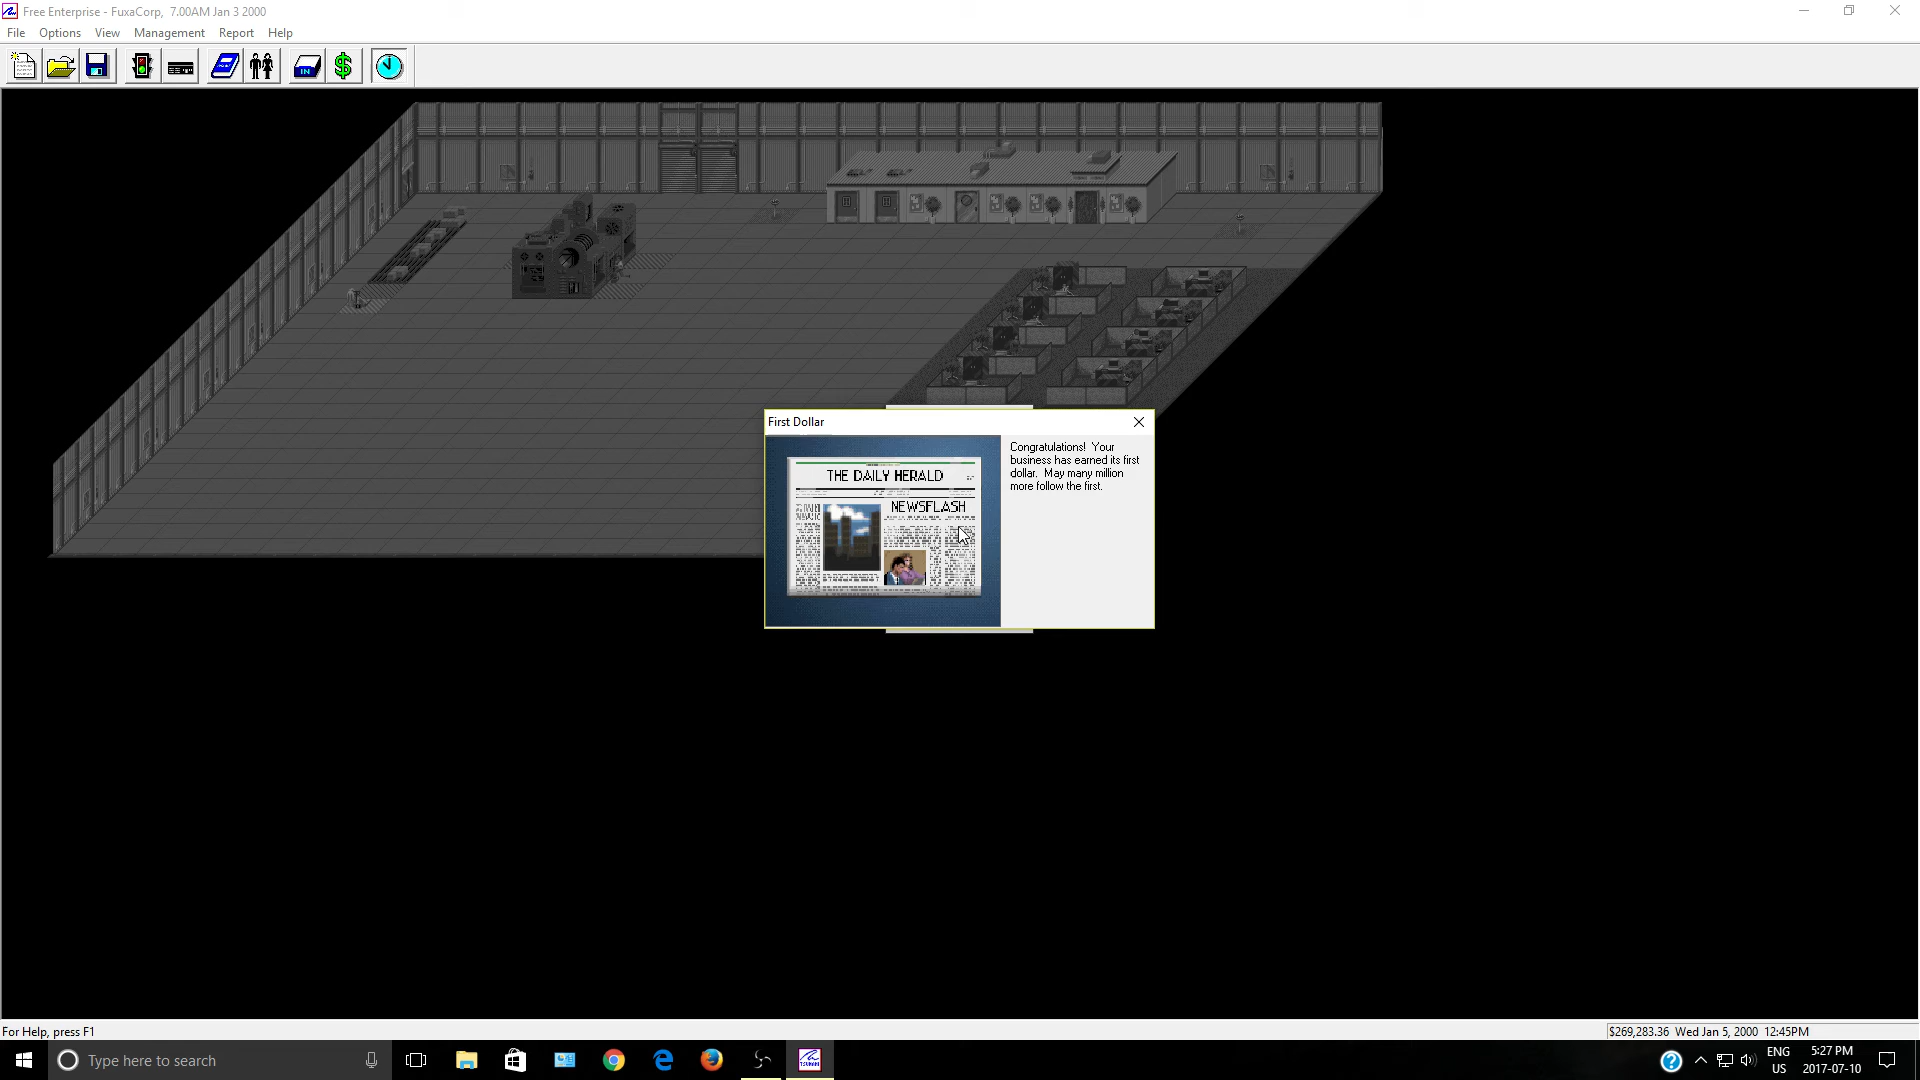 Free Enterprise - FuxaCorp, 7.00AM Jan 3 2000
File Options View Management Report Help
IN
First Dollar
THE DAILY HERALD
NEWSFLASH
Congratulations! Your
business has earned its first
dollar. May many million
more follow the first.
For Help, press F1
$269,283.36 Wed Jan 5, 2000 12:45PM
Type here to search
TSUNAMI
ENG
US
5:27 PM
2017-07-10